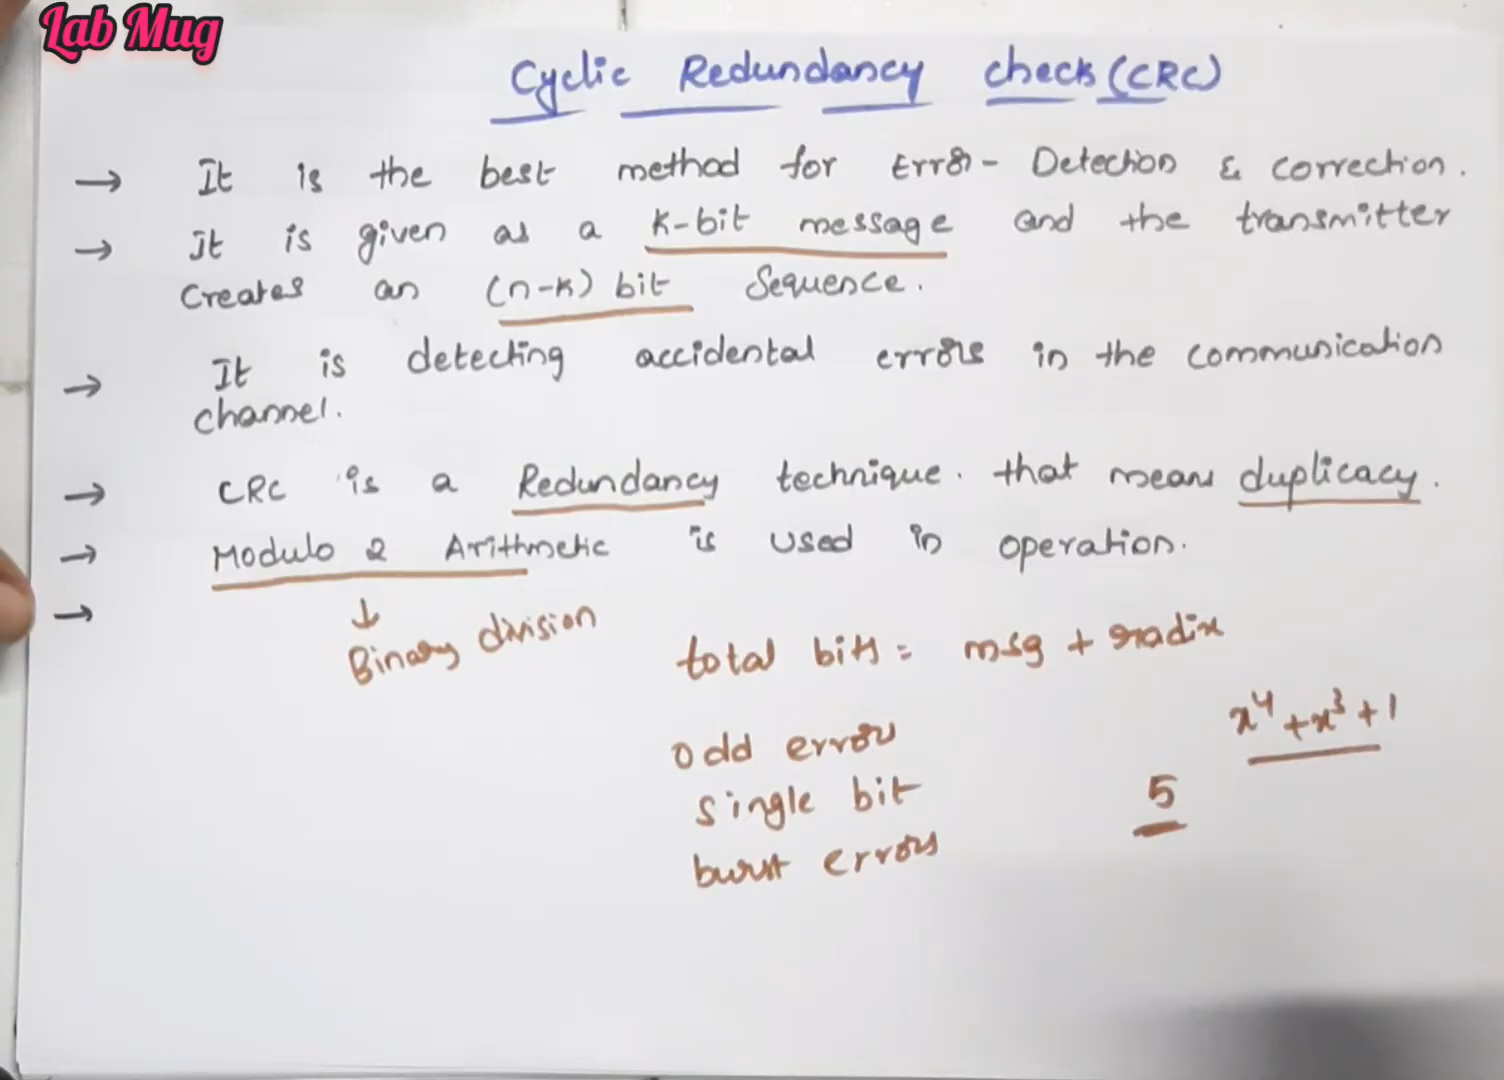 Lab Mug
Cyclic Redundancy check (CRC)
→ It is the best method for Error - Detection & correction.
→ It is given as a K-bit message and the transmitter
creates an (n-k) bit Sequence.
→ It is detecting accidental errors in the communication
channel.
→ CRC is a Redundancy technique. that means duplicacy.
→ Modulo 2 Arithmetic is used in operation.
→
↓
Binary division
total bits = msg + radix
x⁴ + x³ + 1
odd errors
single bit
5
burst errors